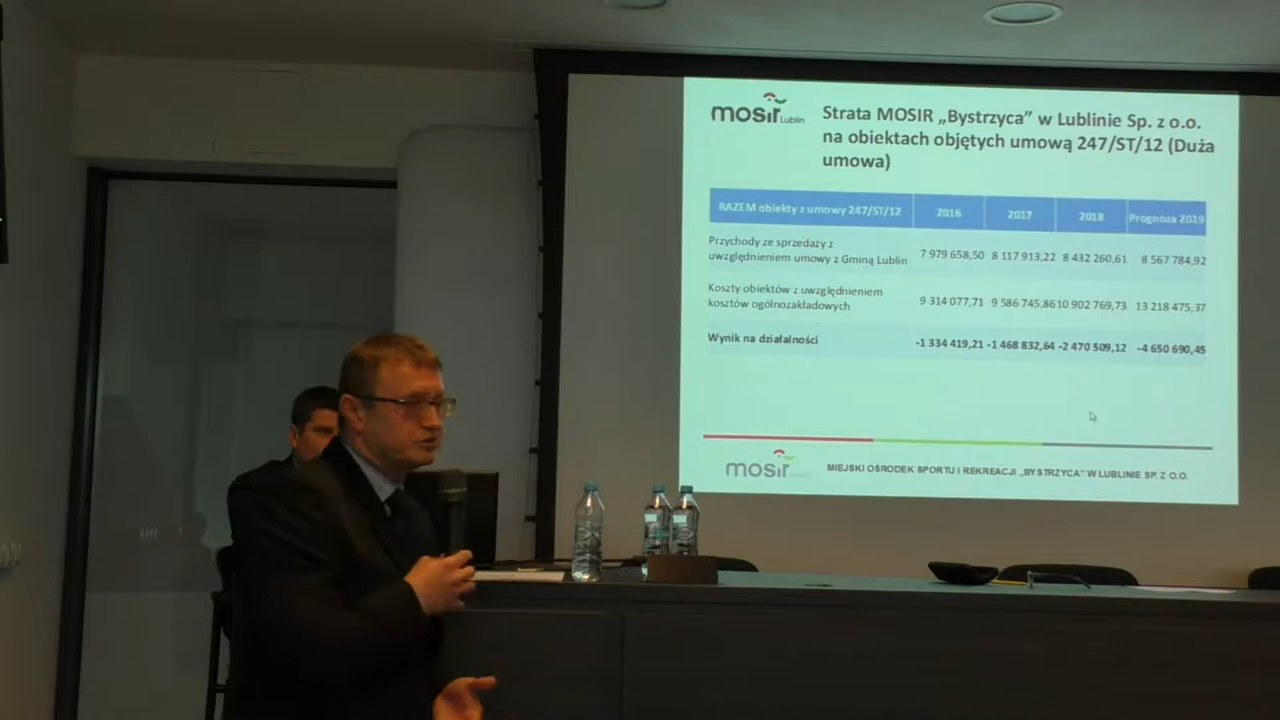 mosir Lublin
Strata MOSIR „Bystrzyca” w Lublinie Sp. z o.o.
na obiektach objętych umową 247/ST/12 (Duża
umowa)
RAZEM obiekty z umowy 247/ST/12 2016 2017 2018 Prognoza 2019
Przychody ze sprzedaży z
uwzględnieniem umowy z Gminą Lublin 7 979 658,50 8 117 913,22 8 432 260,61 8 567 784,92
Koszty obiektów z uwzględnieniem
kosztów ogólnozakładowych 9 314 077,71 9 586 745,86 10 902 769,73 13 218 475,37
Wynik na działalności -1 334 419,21 -1 468 832,64 -2 470 509,12 -4 650 690,45
mosir MIEJSKI OŚRODEK SPORTU I REKREACJI „BYSTRZYCA” W LUBLINIE SP. Z O.O.